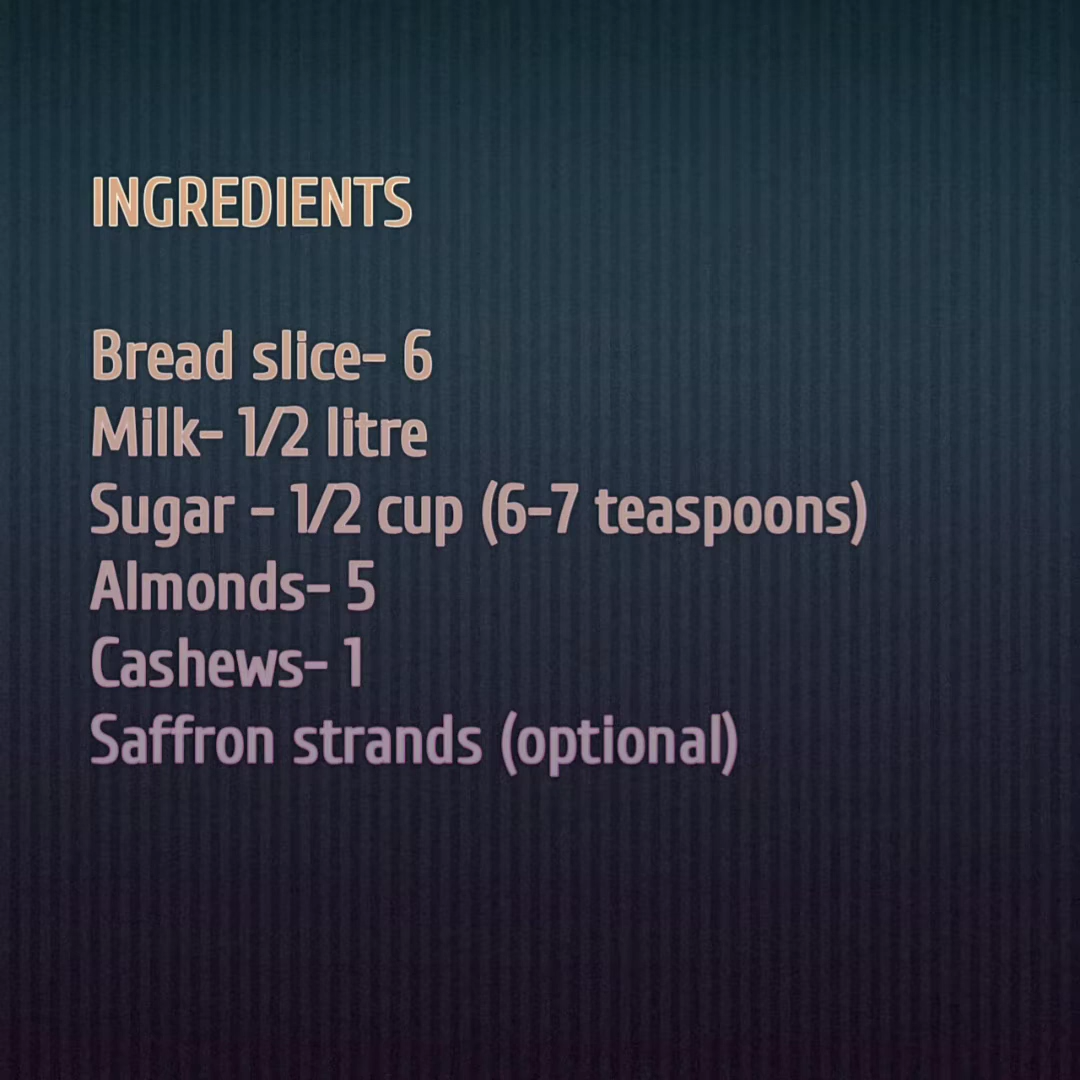 INGREDIENTS
Bread slice- 6
Milk- 1/2 litre
Sugar - 1/2 cup (6-7 teaspoons)
Almonds- 5
Cashews- 1
Saffron strands (optional)